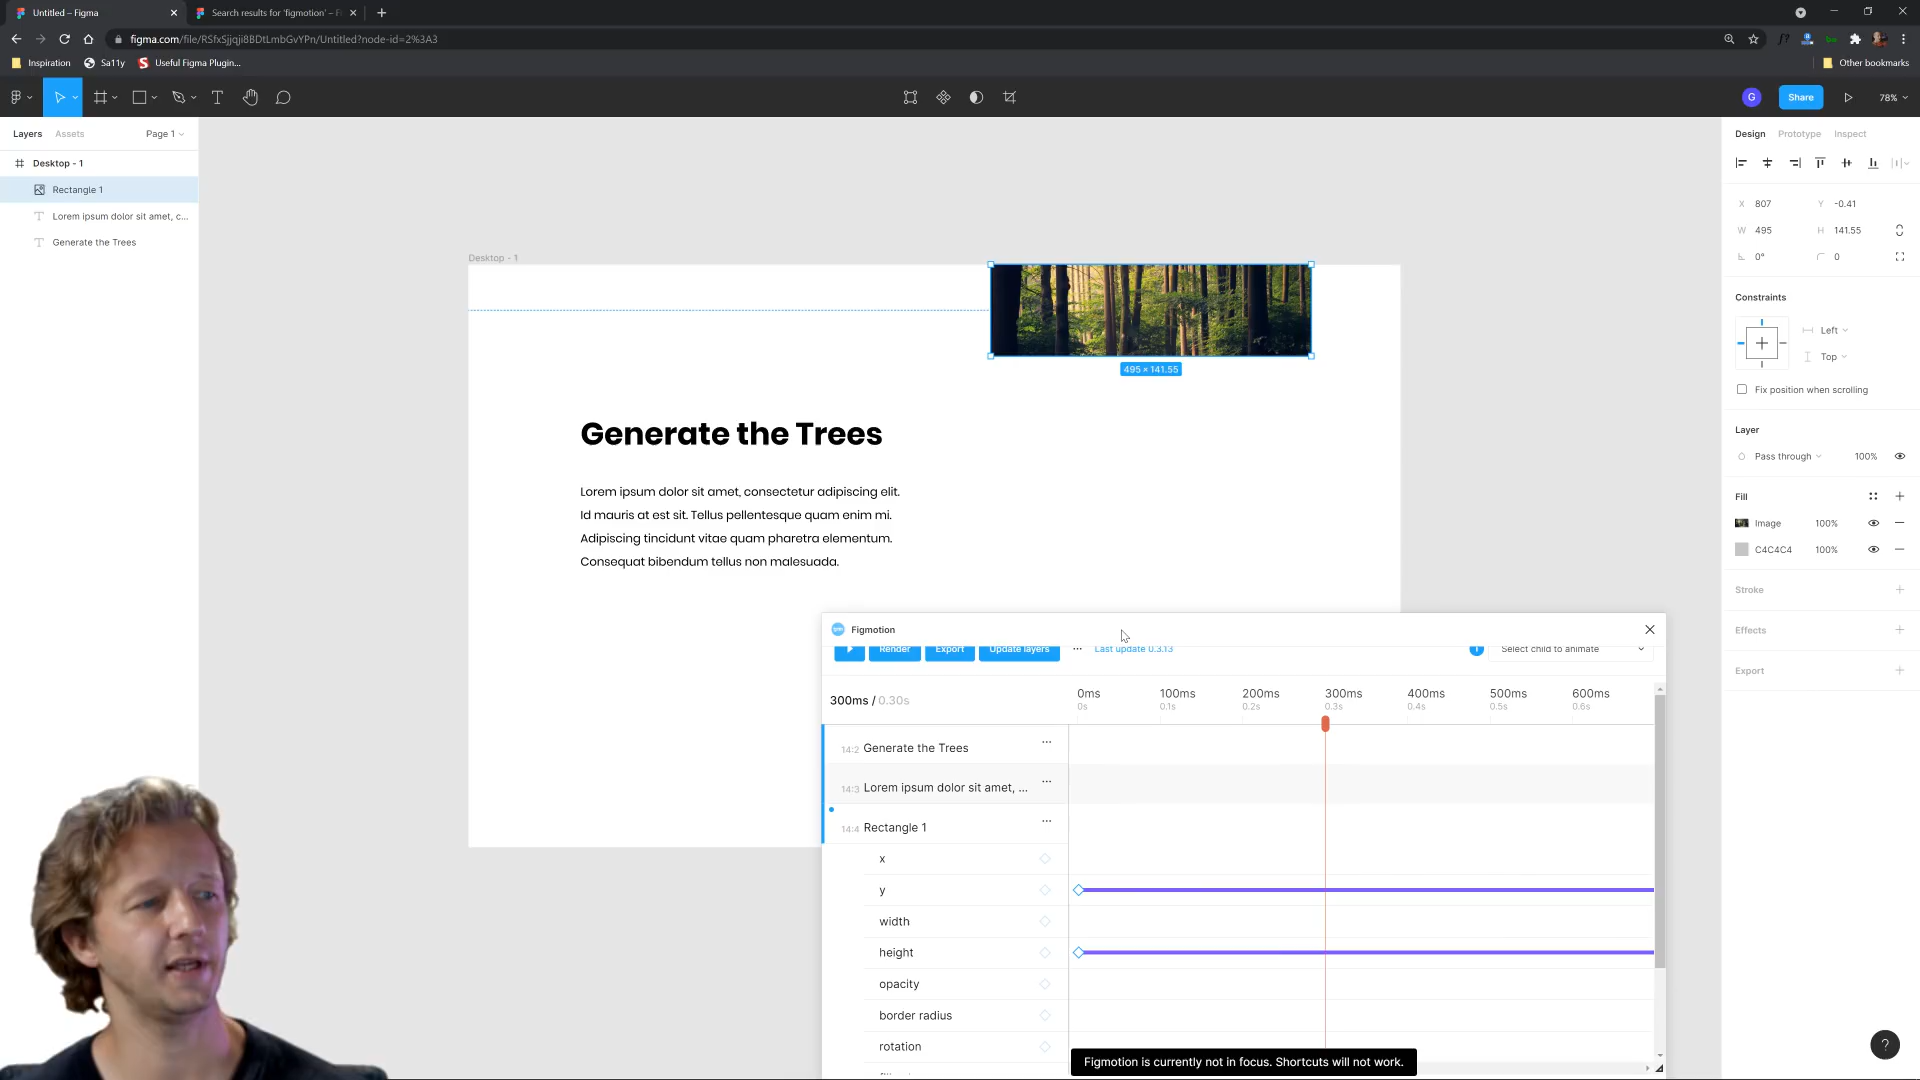 Untitled – Figma
Search results for 'figmotion' – F
figma.com/file/RSfxSjjqji8BDtLmbGvYPn/Untitled?node-id=2%3A3
Inspiration
Sa11y
Useful Figma Plugin...
Other bookmarks
G
Share
78%
Layers
Assets
Page 1
Design
Prototype
Inspect
Desktop - 1
Rectangle 1
Lorem ipsum dolor sit amet, c...
Generate the Trees
X 807
Y -0.41
W 495
H 141.55
0°
0
Constraints
Left
Top
Fix position when scrolling
Layer
Pass through
100%
Fill
Image 100%
C4C4C4 100%
Stroke
Effects
Export
Desktop - 1
495 × 141.55
Generate the Trees
Lorem ipsum dolor sit amet, consectetur adipiscing elit.
Id mauris at est sit. Tellus pellentesque quam enim mi.
Adipiscing tincidunt vitae quam pharetra elementum.
Consequat bibendum tellus non malesuada.
Figmotion
Render
Export
Update layers
...
Last update 0.3.13
Select child to animate
300ms / 0.30s
0ms 100ms 200ms 300ms 400ms 500ms 600ms
0s 0.1s 0.2s 0.3s 0.4s 0.5s 0.6s
14:2 Generate the Trees ...
14:3 Lorem ipsum dolor sit amet, ... ...
14:4 Rectangle 1 ...
x
y
width
height
opacity
border radius
rotation
Figmotion is currently not in focus. Shortcuts will not work.
?